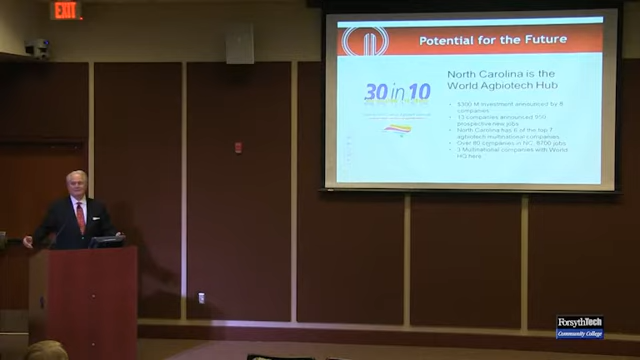 EXIT
Potential for the Future
North Carolina is the
World Agbiotech Hub
30 in 10
$300 M investment announced by 8
companies
13 companies announced
prospective new jobs
North Carolina has 6 of the top 7
agbiotech multinational companies
Over 80 companies in NC, jobs
3 Multinational companies with World
HQ here
ForsythTech
Community College